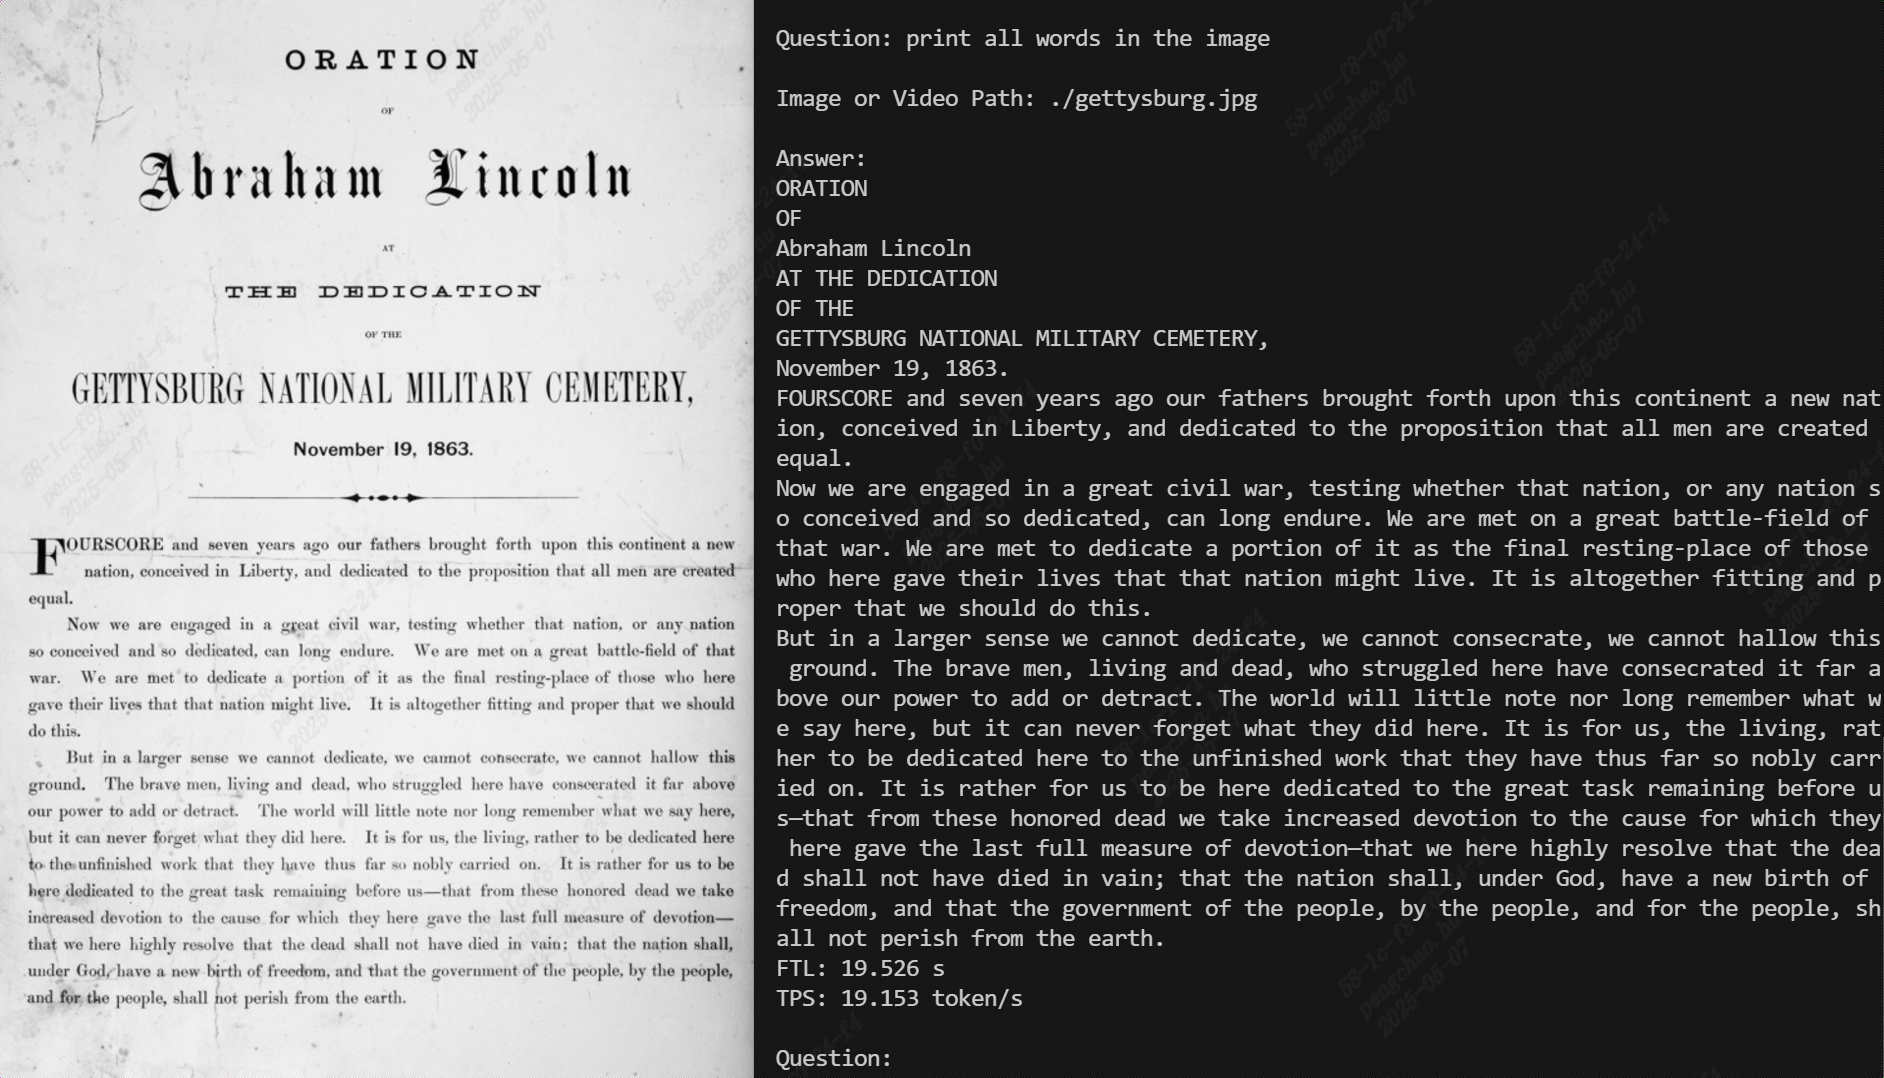 ORATION
OF
Abraham Lincoln
AT
THE DEDICATION
OF THE
GETTYSBURG NATIONAL MILITARY CEMETERY,
November 19, 1863.
FOURSCORE and seven years ago our fathers brought forth upon this continent a new
nation, conceived in Liberty, and dedicated to the proposition that all men are created
equal.
Now we are engaged in a great civil war, testing whether that nation, or any nation
so conceived and so dedicated, can long endure. We are met on a great battle-field of that
war. We are met to dedicate a portion of it as the final resting-place of those who here
gave their lives that that nation might live. It is altogether fitting and proper that we should
do this.
But in a larger sense we cannot dedicate, we cannot consecrate, we cannot hallow this
ground. The brave men, living and dead, who struggled here have consecrated it far above
our power to add or detract. The world will little note nor long remember what we say here,
but it can never forget what they did here. It is for us, the living, rather to be dedicated here
to the unfinished work that they have thus far so nobly carried on. It is rather for us to be
here dedicated to the great task remaining before us—that from these honored dead we take
increased devotion to the cause for which they here gave the last full measure of devotion—
that we here highly resolve that the dead shall not have died in vain; that the nation shall,
under God, have a new birth of freedom, and that the government of the people, by the people,
and for the people, shall not perish from the earth.
Question: print all words in the image
Image or Video Path: ./gettysburg.jpg
Answer:
ORATION
OF
Abraham Lincoln
AT THE DEDICATION
OF THE
GETTYSBURG NATIONAL MILITARY CEMETERY,
November 19, 1863.
FOURSCORE and seven years ago our fathers brought forth upon this continent a new nat
ion, conceived in Liberty, and dedicated to the proposition that all men are created
equal.
Now we are engaged in a great civil war, testing whether that nation, or any nation s
o conceived and so dedicated, can long endure. We are met on a great battle-field of
that war. We are met to dedicate a portion of it as the final resting-place of those
who here gave their lives that that nation might live. It is altogether fitting and p
roper that we should do this.
But in a larger sense we cannot dedicate, we cannot consecrate, we cannot hallow this
ground. The brave men, living and dead, who struggled here have consecrated it far a
bove our power to add or detract. The world will little note nor long remember what w
e say here, but it can never forget what they did here. It is for us, the living, rat
her to be dedicated here to the unfinished work that they have thus far so nobly carr
ied on. It is rather for us to be here dedicated to the great task remaining before u
s—that from these honored dead we take increased devotion to the cause for which they
here gave the last full measure of devotion—that we here highly resolve that the dea
d shall not have died in vain; that the nation shall, under God, have a new birth of
freedom, and that the government of the people, by the people, and for the people, sh
all not perish from the earth.
FTL: 19.526 s
TPS: 19.153 token/s
Question:
58-1c-f8-f0-24-f4
pengchao.hu
2025-05-07